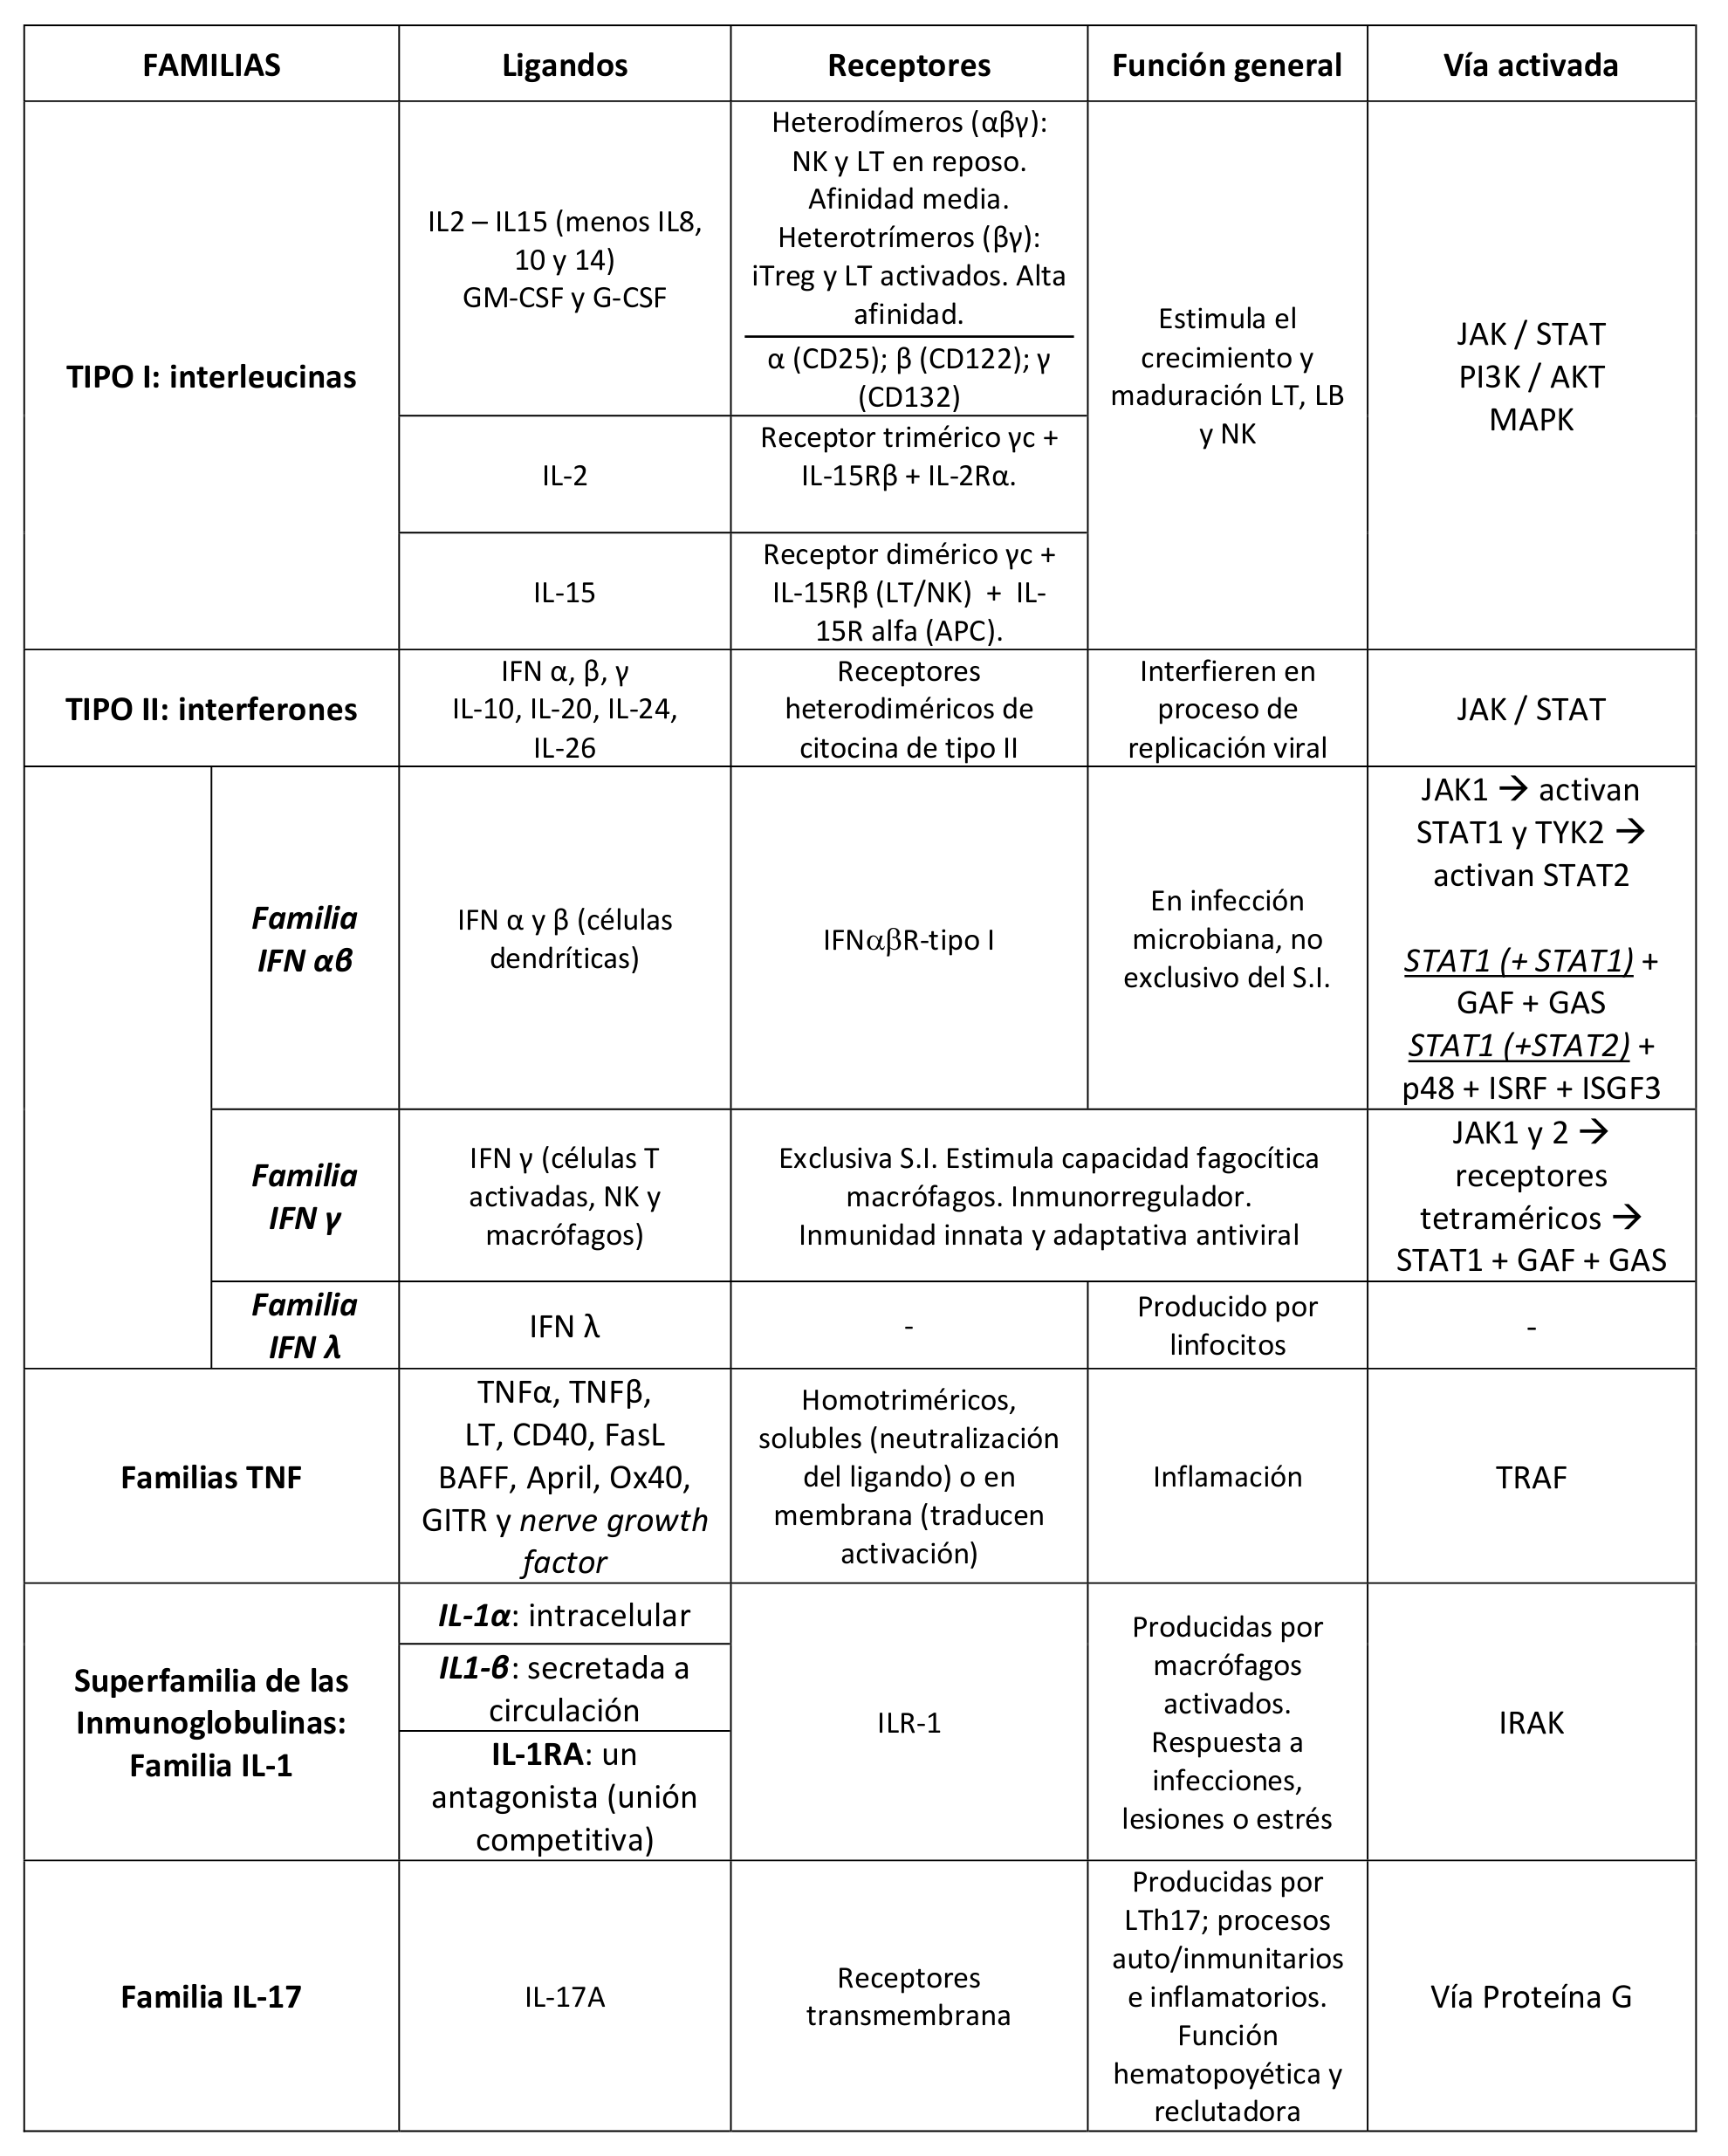 FAMILIAS
Ligandos
Receptores
Función general
Vía activada
TIPO I: interleucinas
IL2 – IL15 (menos IL8,
10 y 14)
GM-CSF y G-CSF
Heterodímeros (αβγ):
NK y LT en reposo.
Afinidad media.
Heterotrímeros (βγ):
iTreg y LT activados. Alta
afinidad.
α (CD25); β (CD122); γ
(CD132)
Estimula el
crecimiento y
maduración LT, LB
y NK
JAK / STAT
PI3K / AKT
MAPK
IL-2
Receptor trimérico γc +
IL-15Rβ + IL-2Rα.
IL-15
Receptor dimérico γc +
IL-15Rβ (LT/NK) + IL-
15R alfa (APC).
TIPO II: interferones
IFN α, β, γ
IL-10, IL-20, IL-24,
IL-26
Receptores
heterodiméricos de
citocina de tipo II
Interfieren en
proceso de
replicación viral
JAK / STAT
Familia
IFN αβ
IFN α y β (células
dendríticas)
IFNαβR-tipo I
En infección
microbiana, no
exclusivo del S.I.
JAK1 → activan
STAT1 y TYK2 →
activan STAT2
STAT1 (+ STAT1) +
GAF + GAS
STAT1 (+STAT2) +
p48 + ISRF + ISGF3
Familia
IFN γ
IFN γ (células T
activadas, NK y
macrófagos)
Exclusiva S.I. Estimula capacidad fagocítica
macrófagos. Inmunorregulador.
Inmunidad innata y adaptativa antiviral
JAK1 y 2 →
receptores
tetraméricos →
STAT1 + GAF + GAS
Familia
IFN λ
IFN λ
-
Producido por
linfocitos
-
Familias TNF
TNFα, TNFβ,
LT, CD40, FasL
BAFF, April, Ox40,
GITR y nerve growth
factor
Homotriméricos,
solubles (neutralización
del ligando) o en
membrana (traducen
activación)
Inflamación
TRAF
Superfamilia de las
Inmunoglobulinas:
Familia IL-1
IL-1α: intracelular
IL1-β: secretada a
circulación
IL-1RA: un
antagonista (unión
competitiva)
ILR-1
Producidas por
macrófagos
activados.
Respuesta a
infecciones,
lesiones o estrés
IRAK
Familia IL-17
IL-17A
Receptores
transmembrana
Producidas por
LTh17; procesos
auto/inmunitarios
e inflamatorios.
Función
hematopoyética y
reclutadora
Vía Proteína G